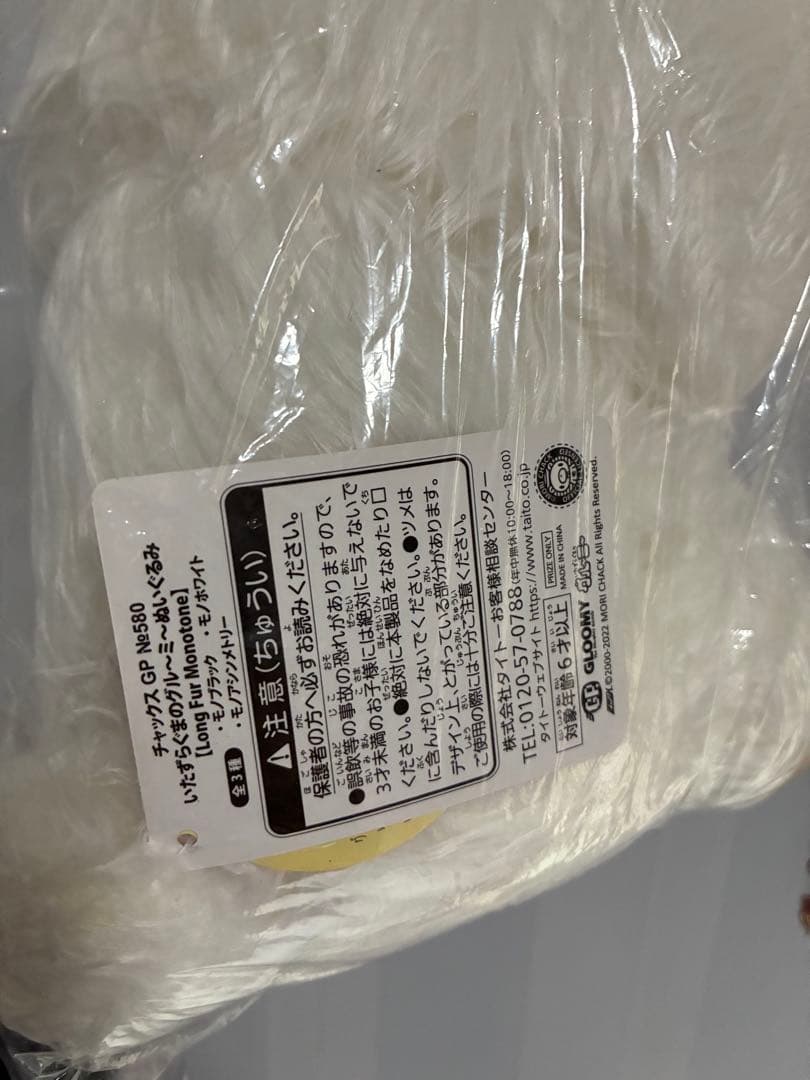 チャックス GP №580
いたずらぐまのグル〜ミ〜ぬいぐるみ
【Long Fur Monotone】
・モノブラック ・モノホワイト
全3種 ・モノアシンメトリー
注意(ちゅうい)
保護者の方へ必ずお読みください。
●誤飲等の事故の恐れがありますので、
3才未満のお子様には絶対に与えないで
ください。●絶対に本製品をなめたり口
に含んだりしないでください。●ツメは
デザイン上、とがっている部分があります。
ご使用の際には十分ご注意ください。
株式会社タイトーお客様相談センター
TEL:0120-57-0788(年中無休10:00〜18:00)
タイトーウェブサイト https://www.taito.co.jp
対象年齢6才以上
PRIZE ONLY
MADE IN CHINA
GP GLOOMY
©2000-2022 MORI CHACK All Rights Reserved.